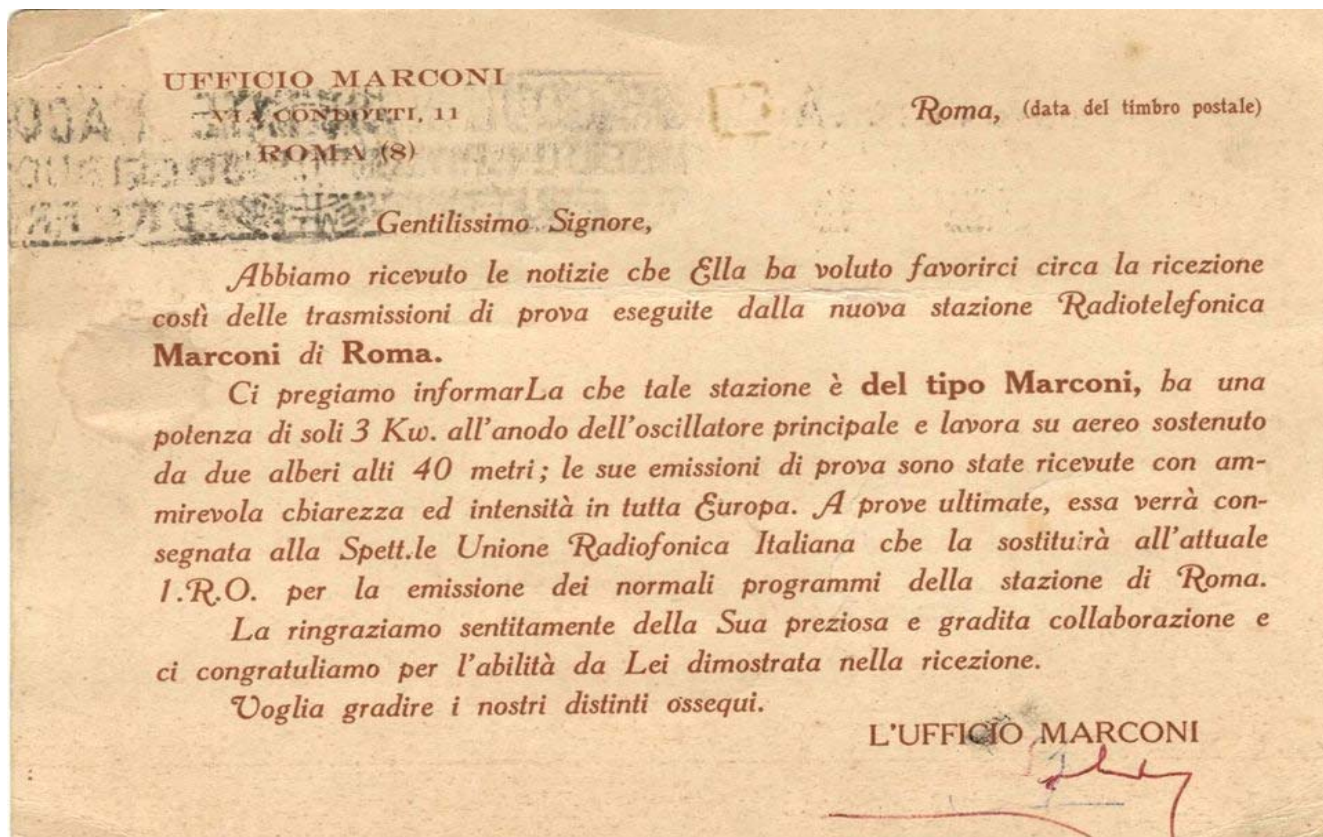 UFFICIO MARCONI
VIA CONDOTTI, 11
ROMA (8)
Roma, (data del timbro postale)
Gentilissimo Signore,
Abbiamo ricevuto le notizie che Ella ha voluto favorirci circa la ricezione
costì delle trasmissioni di prova eseguite dalla nuova stazione Radiotelefonica
Marconi di Roma.
Ci pregiamo informarLa che tale stazione è del tipo Marconi, ha una
potenza di soli 3 Kw. all'anodo dell'oscillatore principale e lavora su aereo sostenuto
da due alberi alti 40 metri; le sue emissioni di prova sono state ricevute con am-
mirevola chiarezza ed intensità in tutta Europa. A prove ultimate, essa verrà con-
segnata alla Spett.le Unione Radiofonica Italiana che la sostituirà all'attuale
1.R.O. per la emissione dei normali programmi della stazione di Roma.
La ringraziamo sentitamente della Sua preziosa e gradita collaborazione e
ci congratuliamo per l'abilità da Lei dimostrata nella ricezione.
Voglia gradire i nostri distinti ossequi.
L'UFFICIO MARCONI